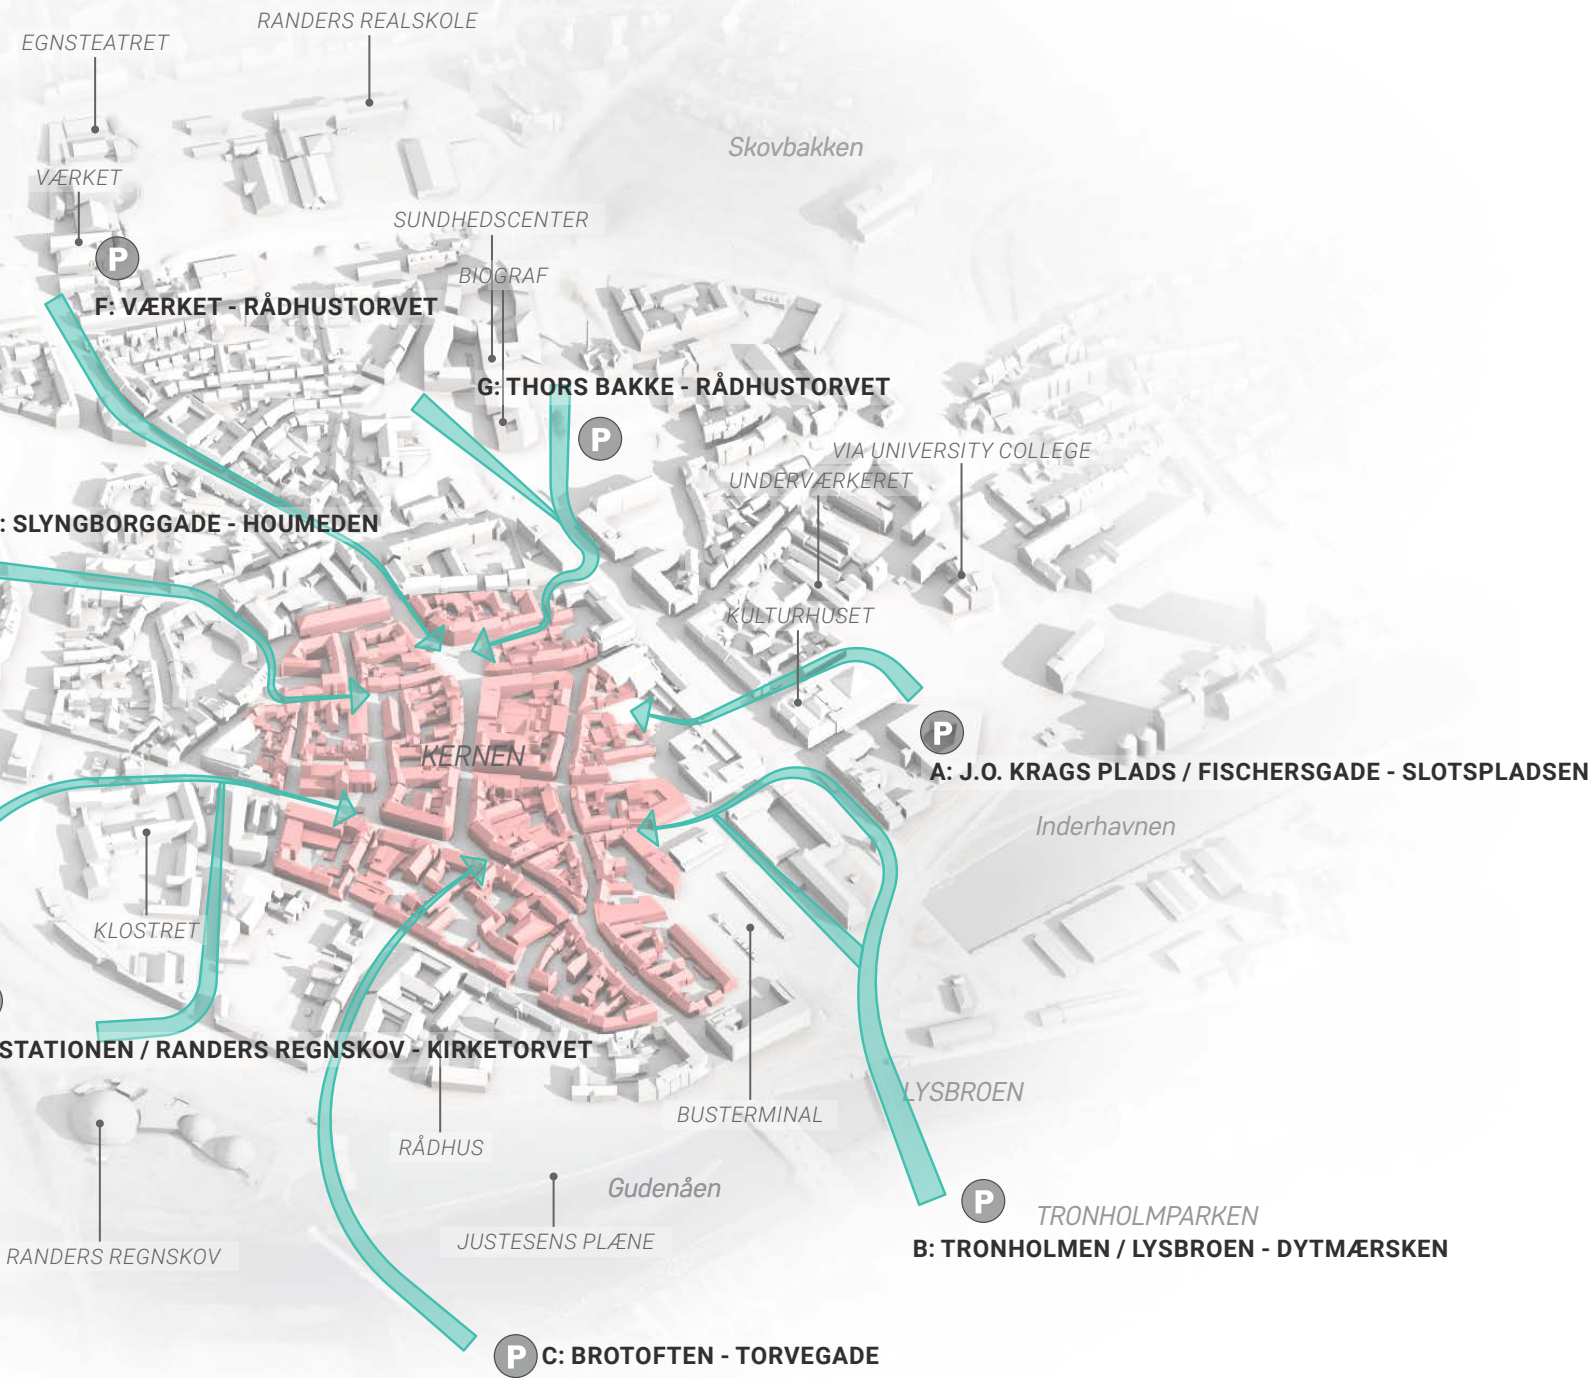 RANDERS REALSKOLE
EGNSTEATRET
Skovbakken
VÆRKET
SUNDHEDSCENTER
P
BIOGRAF
F: VÆRKET - RÅDHUSTORVET
G: THORS BAKKE - RÅDHUSTORVET
P
VIA UNIVERSITY COLLEGE
UNDERVÆRKERET
: SLYNGBORGGADE - HOUMEDEN
KULTURHUSET
P
KERNEN
A: J.O. KRAGS PLADS / FISCHERSGADE - SLOTSPLADSEN
Inderhavnen
KLOSTRET
STATIONEN / RANDERS REGNSKOV - KIRKETORVET
LYSBROEN
BUSTERMINAL
RÅDHUS
Gudenåen
P
TRONHOLMPARKEN
JUSTESENS PLÆNE
B: TRONHOLMEN / LYSBROEN - DYTMÆRSKEN
RANDERS REGNSKOV
P
C: BROTOFTEN - TORVEGADE